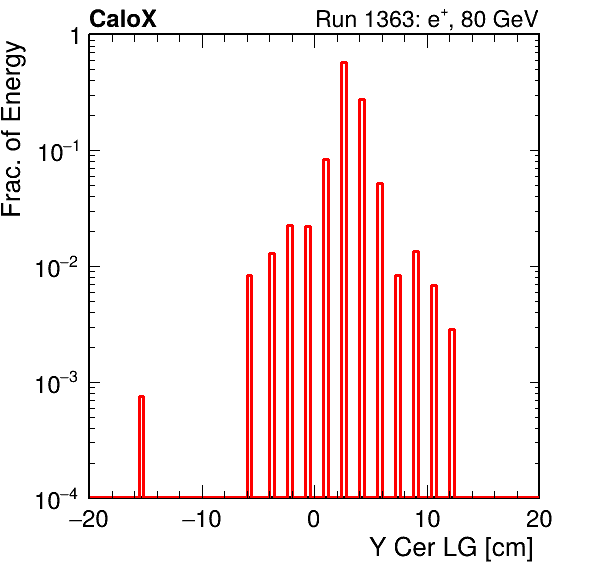 CaloX Run 1363: e⁺, 80 GeV
Frac. of Energy
1
10⁻¹
10⁻²
10⁻³
10⁻⁴
−20 −10 0 10 20
Y Cer LG [cm]